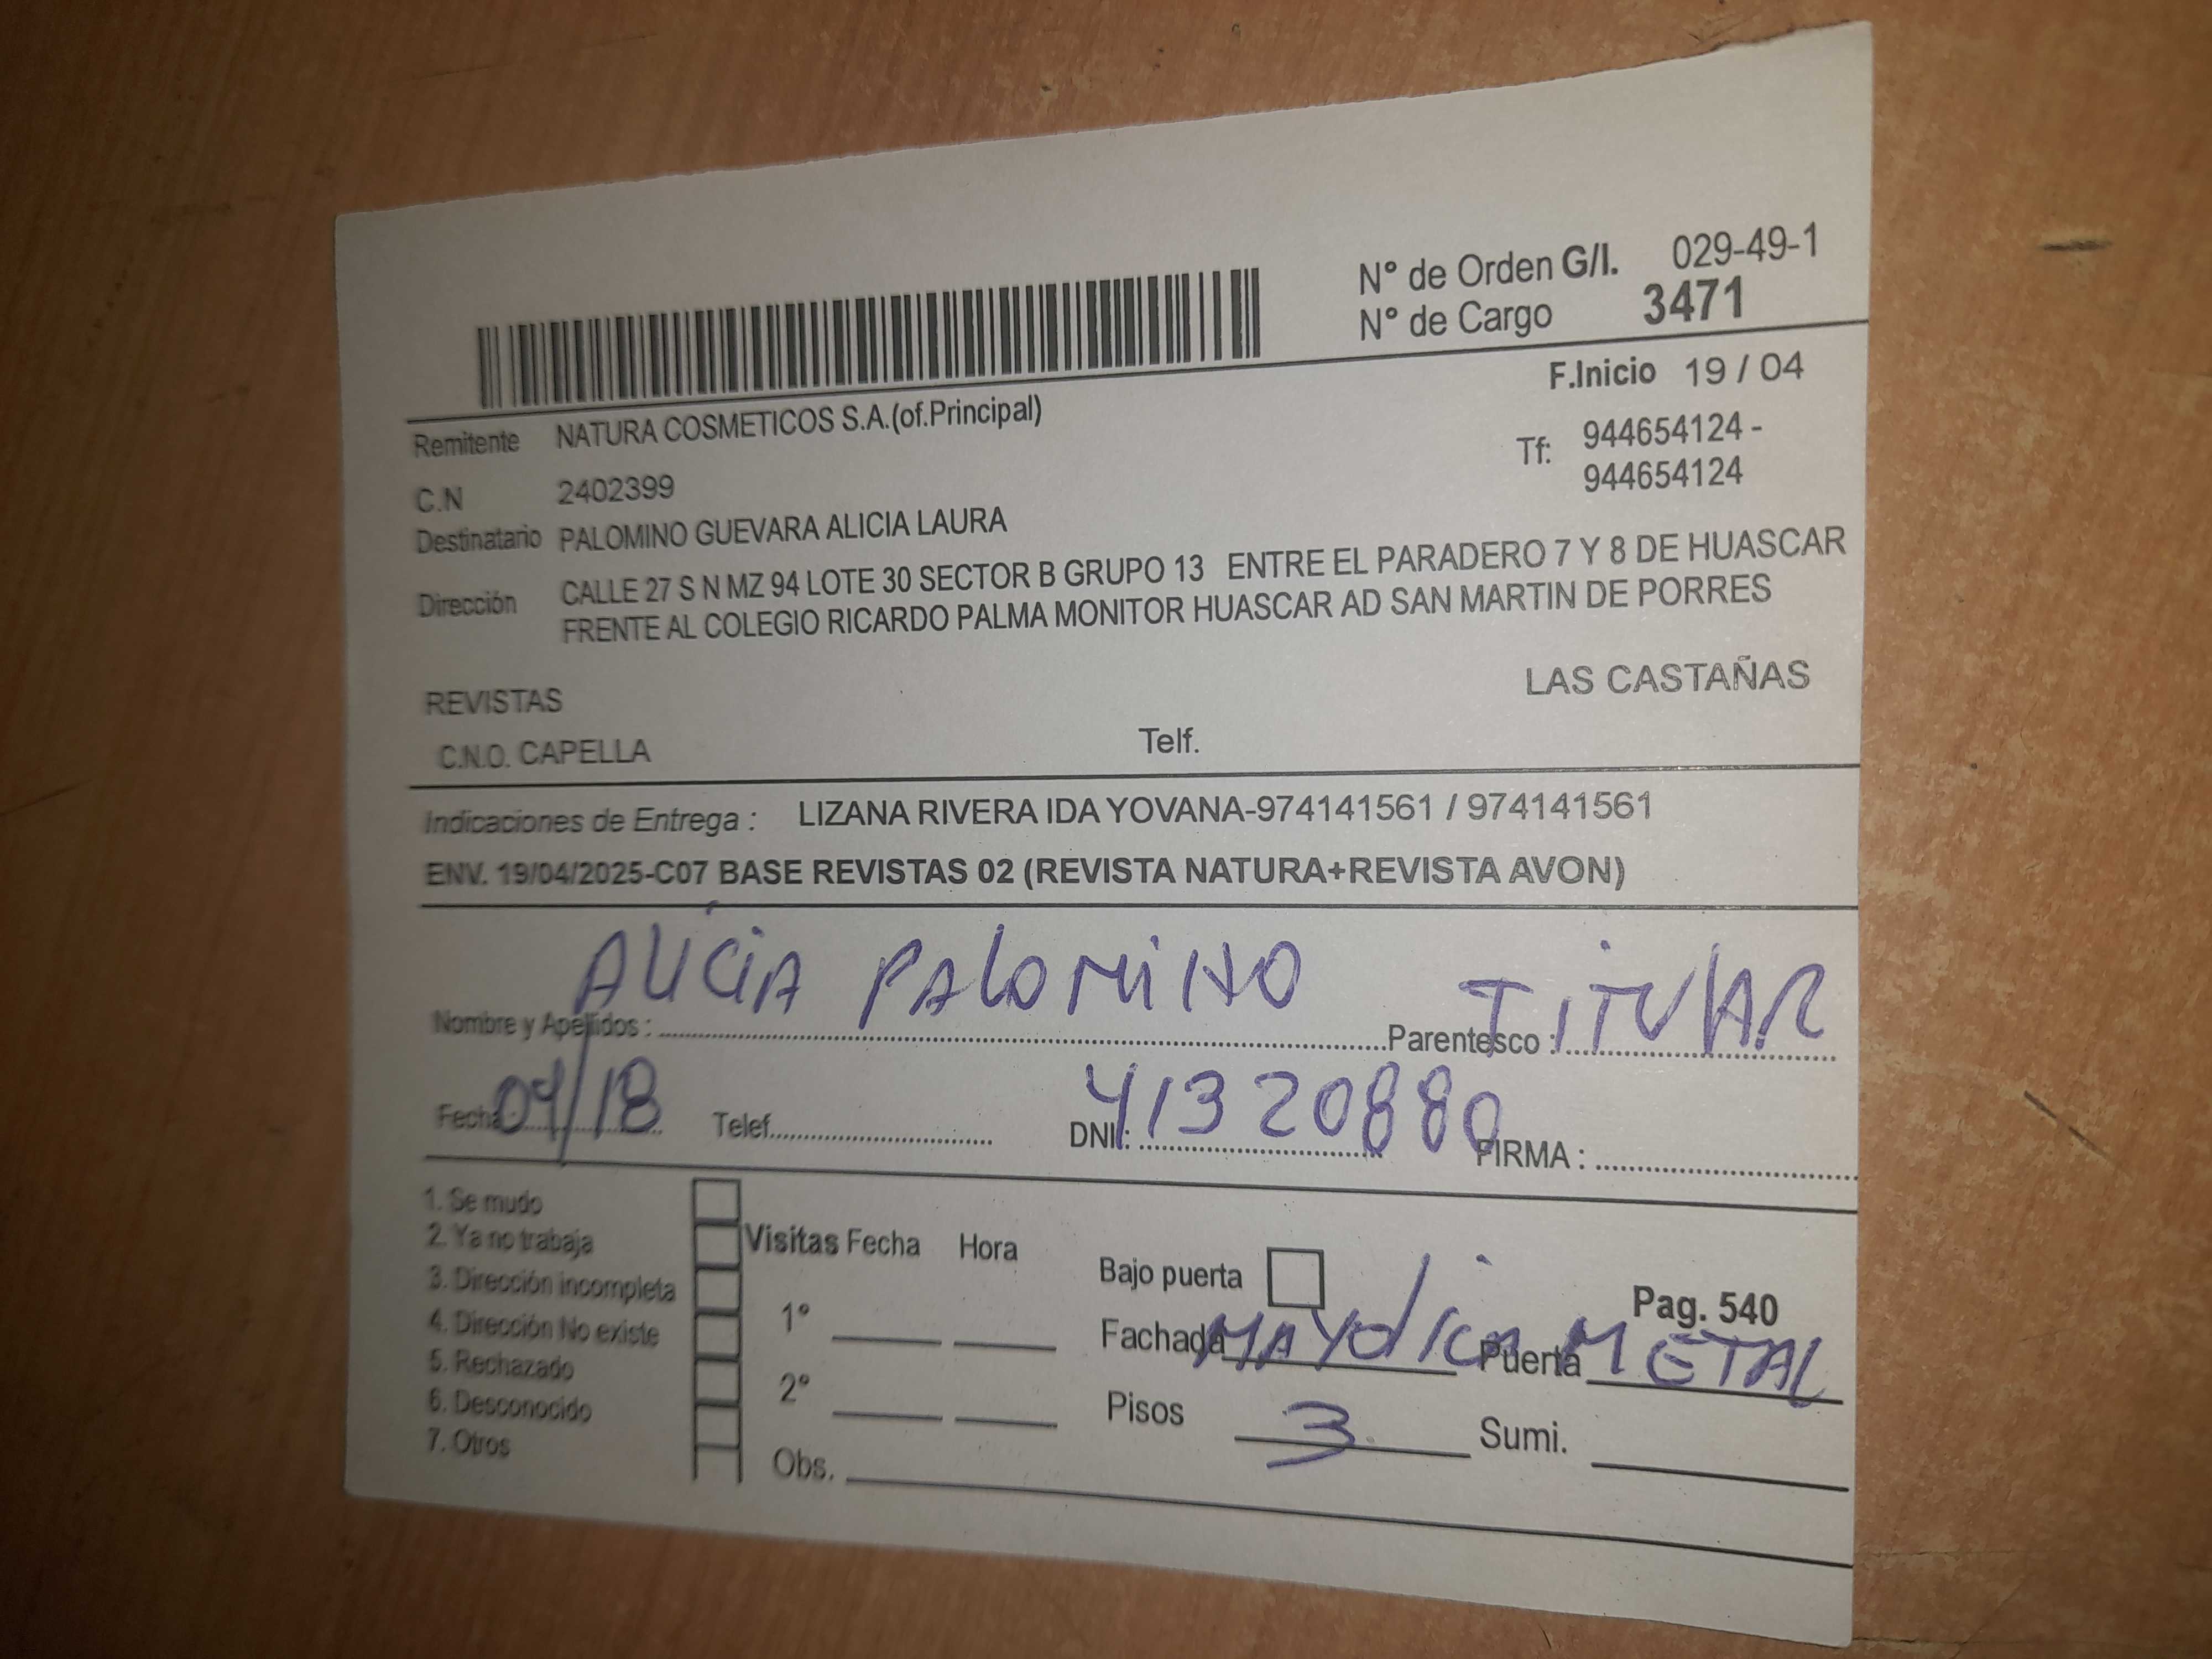 N° de Orden G/I. 029-49-1
N° de Cargo 3471
F.Inicio 19 / 04
Remitente NATURA COSMETICOS S.A.(of.Principal)
Tf: 944654124 -
944654124
C.N 2402399
Destinatario PALOMINO GUEVARA ALICIA LAURA
Dirección CALLE 27 S N MZ 94 LOTE 30 SECTOR B GRUPO 13 ENTRE EL PARADERO 7 Y 8 DE HUASCAR
FRENTE AL COLEGIO RICARDO PALMA MONITOR HUASCAR AD SAN MARTIN DE PORRES
REVISTAS LAS CASTAÑAS
C.N.O. CAPELLA Telf.
Indicaciones de Entrega : LIZANA RIVERA IDA YOVANA-974141561 / 974141561
ENV. 19/04/2025-C07 BASE REVISTAS 02 (REVISTA NATURA+REVISTA AVON)
Nombre y Apellidos : ALICIA PALOMINO Parentesco : TITULAR
Fecha 04/18 Telef. DNI: 41320880 FIRMA :
1. Se mudo
2. Ya no trabaja
3. Dirección incompleta
4. Dirección No existe
5. Rechazado
6. Desconocido
7. Otros
Visitas Fecha Hora
1°
2°
Obs.
Bajo puerta Pag. 540
Fachada MAYOlicA Puerta METAL
Pisos 3 Sumi.